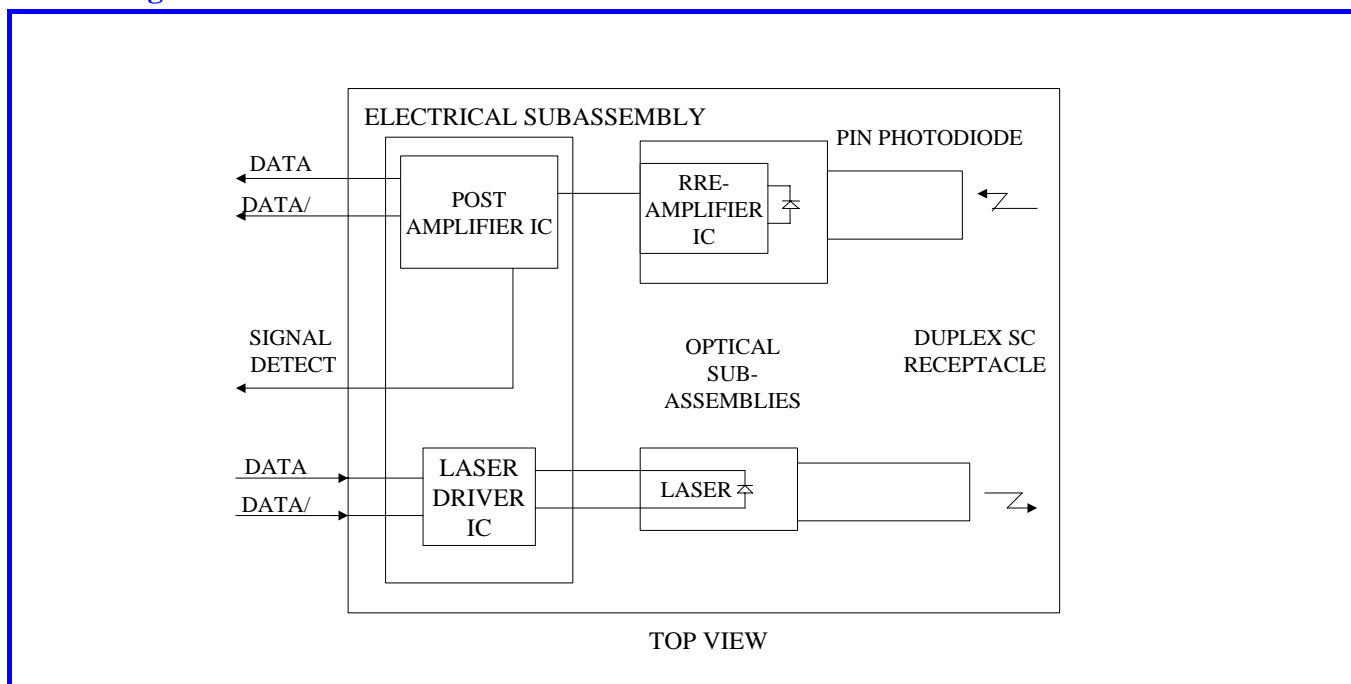 ELECTRICAL SUBASSEMBLY
PIN PHOTODIODE
DATA
DATA/
POST
AMPLIFIER IC
RRE-
AMPLIFIER
IC
SIGNAL
DETECT
OPTICAL
SUB-
ASSEMBLIES
DUPLEX SC
RECEPTACLE
DATA
DATA/
LASER
DRIVER
IC
LASER
TOP VIEW